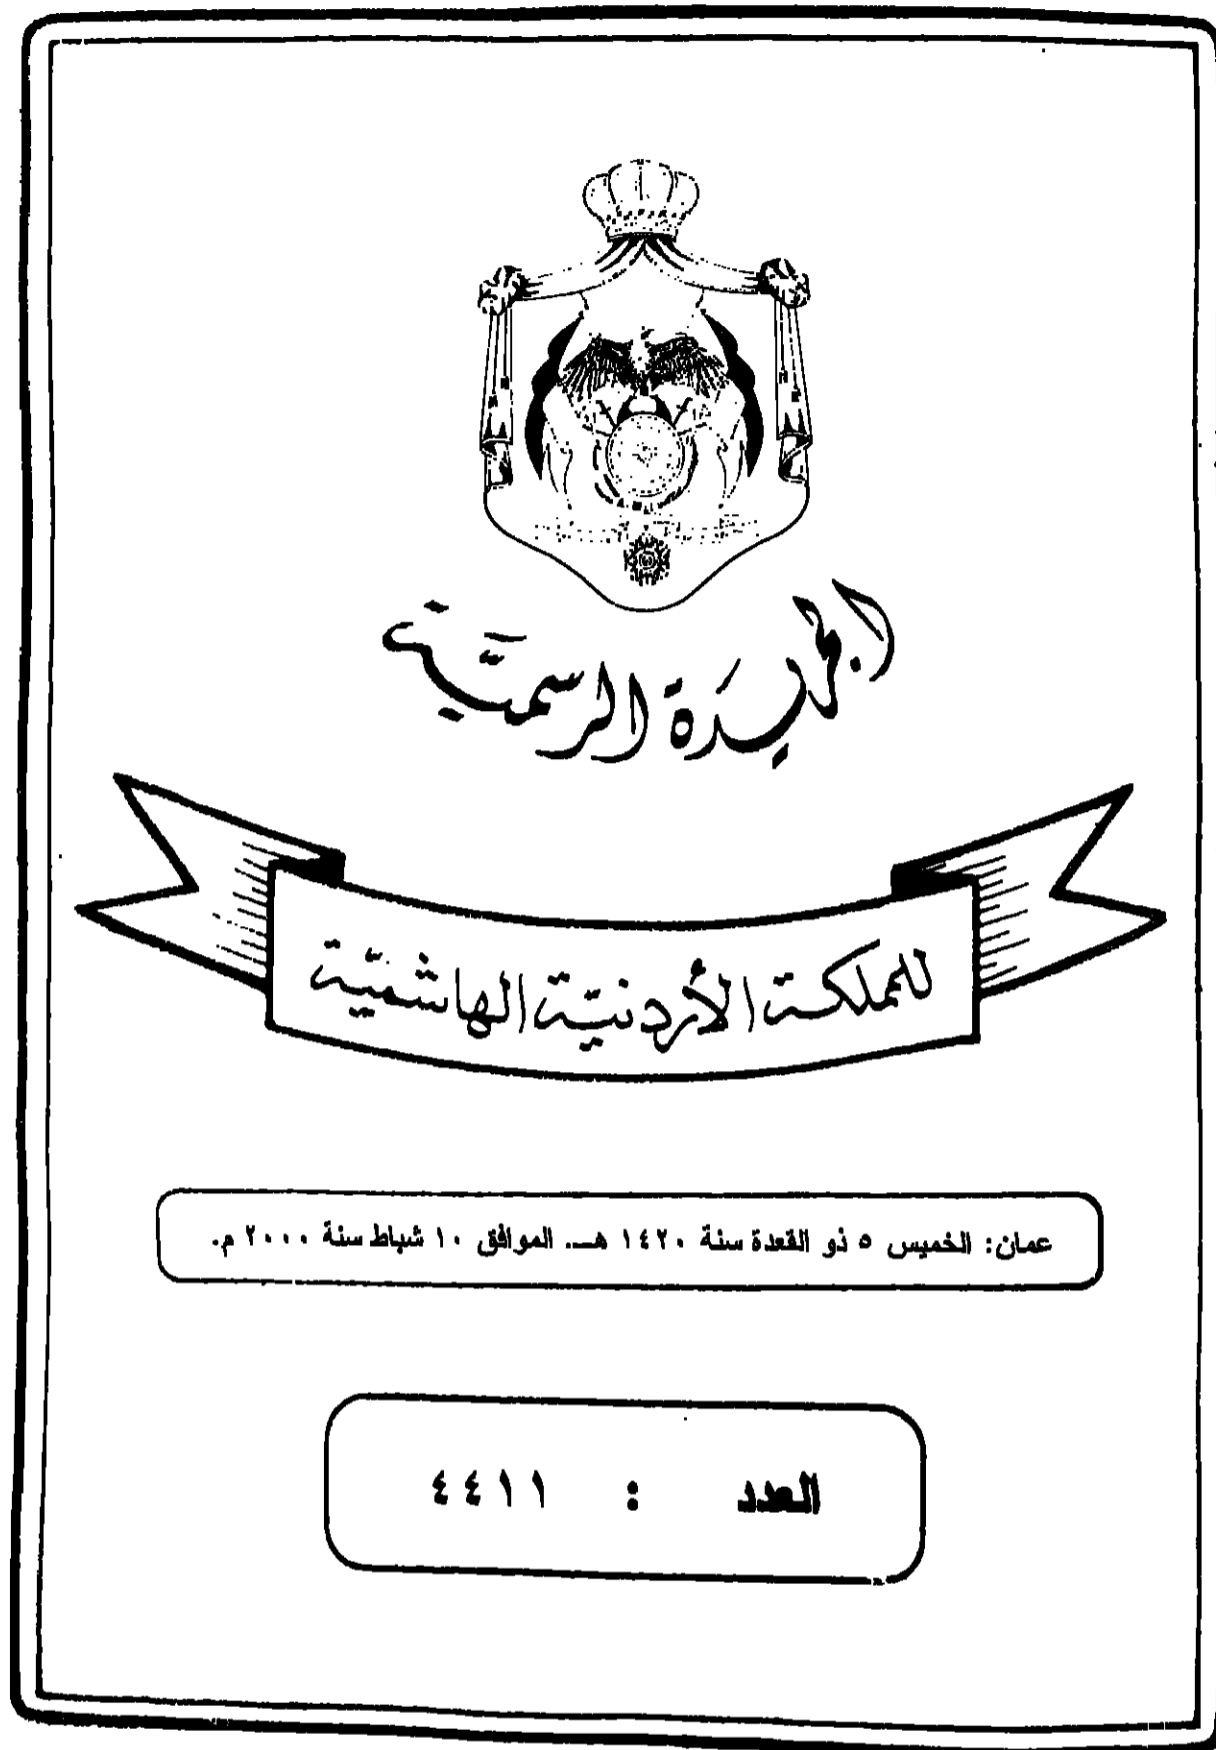 الجريدة الرسمية
للمملكة الأردنية الهاشمية
عمان: الخميس ٥ ذو القعدة سنة ١٤٢٠ هـ. الموافق ١٠ شباط سنة ٢٠٠٠ م.
العدد : ٤٤١١